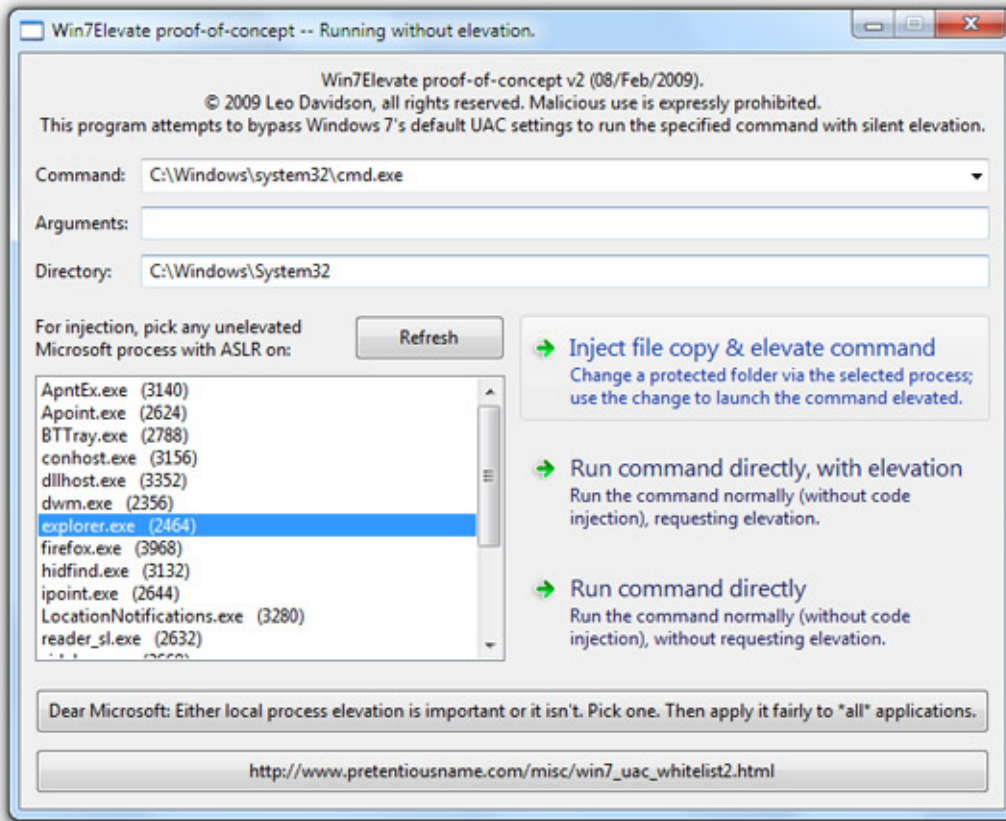 Win7Elevate proof-of-concept -- Running without elevation.
Win7Elevate proof-of-concept v2 (08/Feb/2009).
© 2009 Leo Davidson, all rights reserved. Malicious use is expressly prohibited.
This program attempts to bypass Windows 7's default UAC settings to run the specified command with silent elevation.
Command: C:\Windows\system32\cmd.exe
Arguments:
Directory: C:\Windows\System32
For injection, pick any unelevated
Microsoft process with ASLR on:
Refresh
ApntEx.exe (3140)
Apoint.exe (2624)
BTTray.exe (2788)
conhost.exe (3156)
dllhost.exe (3352)
dwm.exe (2356)
explorer.exe (2464)
firefox.exe (3968)
hidfind.exe (3132)
ipoint.exe (2644)
LocationNotifications.exe (3280)
reader_sl.exe (2632)
Inject file copy & elevate command
Change a protected folder via the selected process;
use the change to launch the command elevated.
Run command directly, with elevation
Run the command normally (without code
injection), requesting elevation.
Run command directly
Run the command normally (without code
injection), without requesting elevation.
Dear Microsoft: Either local process elevation is important or it isn't. Pick one. Then apply it fairly to *all* applications.
http://www.pretentiousname.com/misc/win7_uac_whitelist2.html